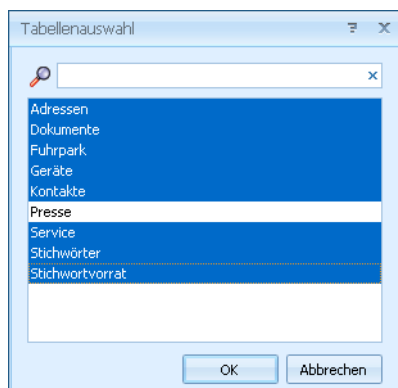 Tabellenauswahl
Adressen
Dokumente
Fuhrpark
Geräte
Kontakte
Presse
Service
Stichwörter
Stichwortvorrat
OK Abbrechen